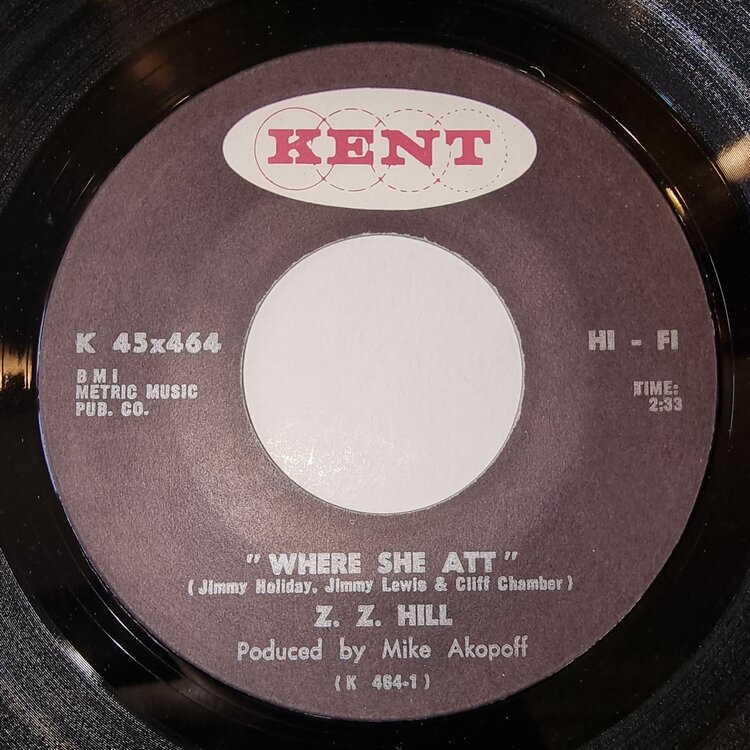 KENT
K 45x464
HI - FI
BMI
METRIC MUSIC
PUB. CO.
TIME:
2:33
" WHERE SHE ATT "
( Jimmy Holiday, Jimmy Lewis & Cliff Chamber )
Z. Z. HILL
Poduced by Mike Akopoff
( K 464-1 )